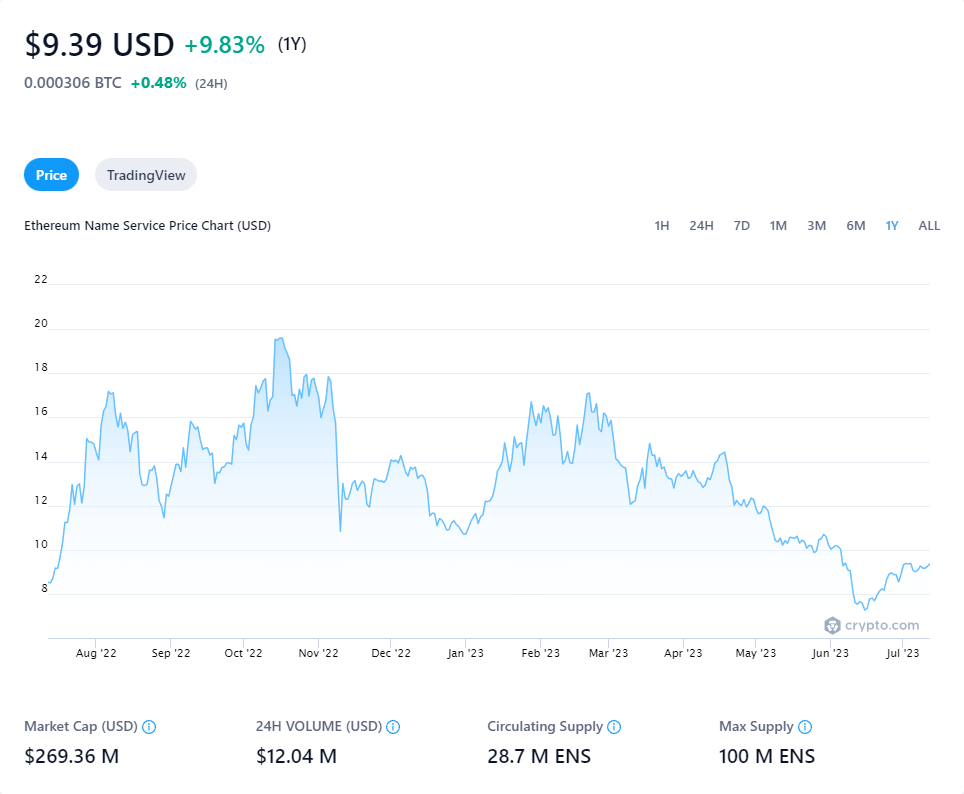 $9.39 USD +9.83% (1Y)
0.000306 BTC +0.48% (24H)
Price TradingView
Ethereum Name Service Price Chart (USD) 1H 24H 7D 1M 3M 6M 1Y ALL
22
20
18
16
14
12
10
8
crypto.com
Aug '22 Sep '22 Oct '22 Nov '22 Dec '22 Jan '23 Feb '23 Mar '23 Apr '23 May '23 Jun '23 Jul '23
Market Cap (USD) 24H VOLUME (USD) Circulating Supply Max Supply
$269.36 M $12.04 M 28.7 M ENS 100 M ENS